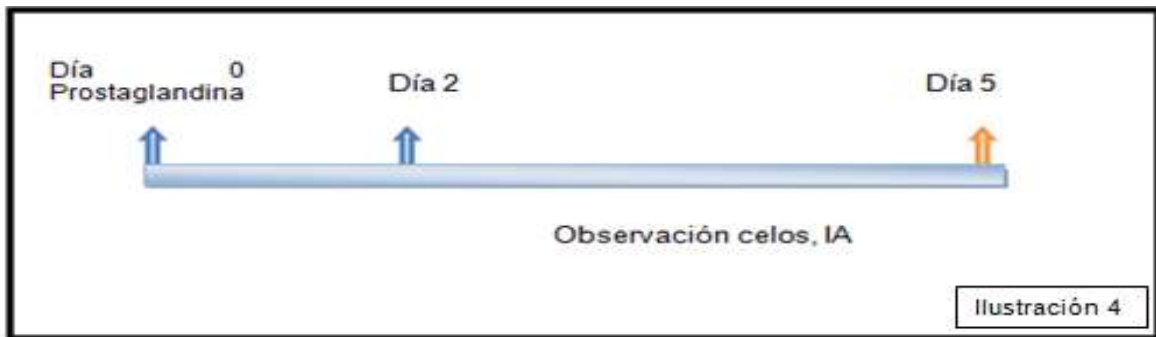 Día 0
Prostaglandina
Día 2
Día 5
Observación celos, IA
Ilustración 4